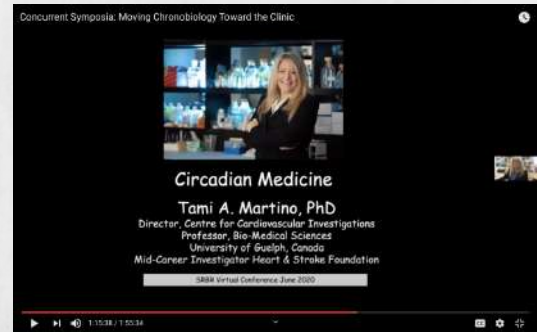 Concurrent Symposia: Moving Chronobiology Toward the Clinic
Circadian Medicine
Tami A. Martino, PhD
Director, Centre for Cardiovascular Investigations
Professor, Bio-Medical Sciences
University of Guelph, Canada
Mid-Career Investigator Heart & Stroke Foundation
SRBR Virtual Conference June 2020
1:15:38 / 1:55:34
CC